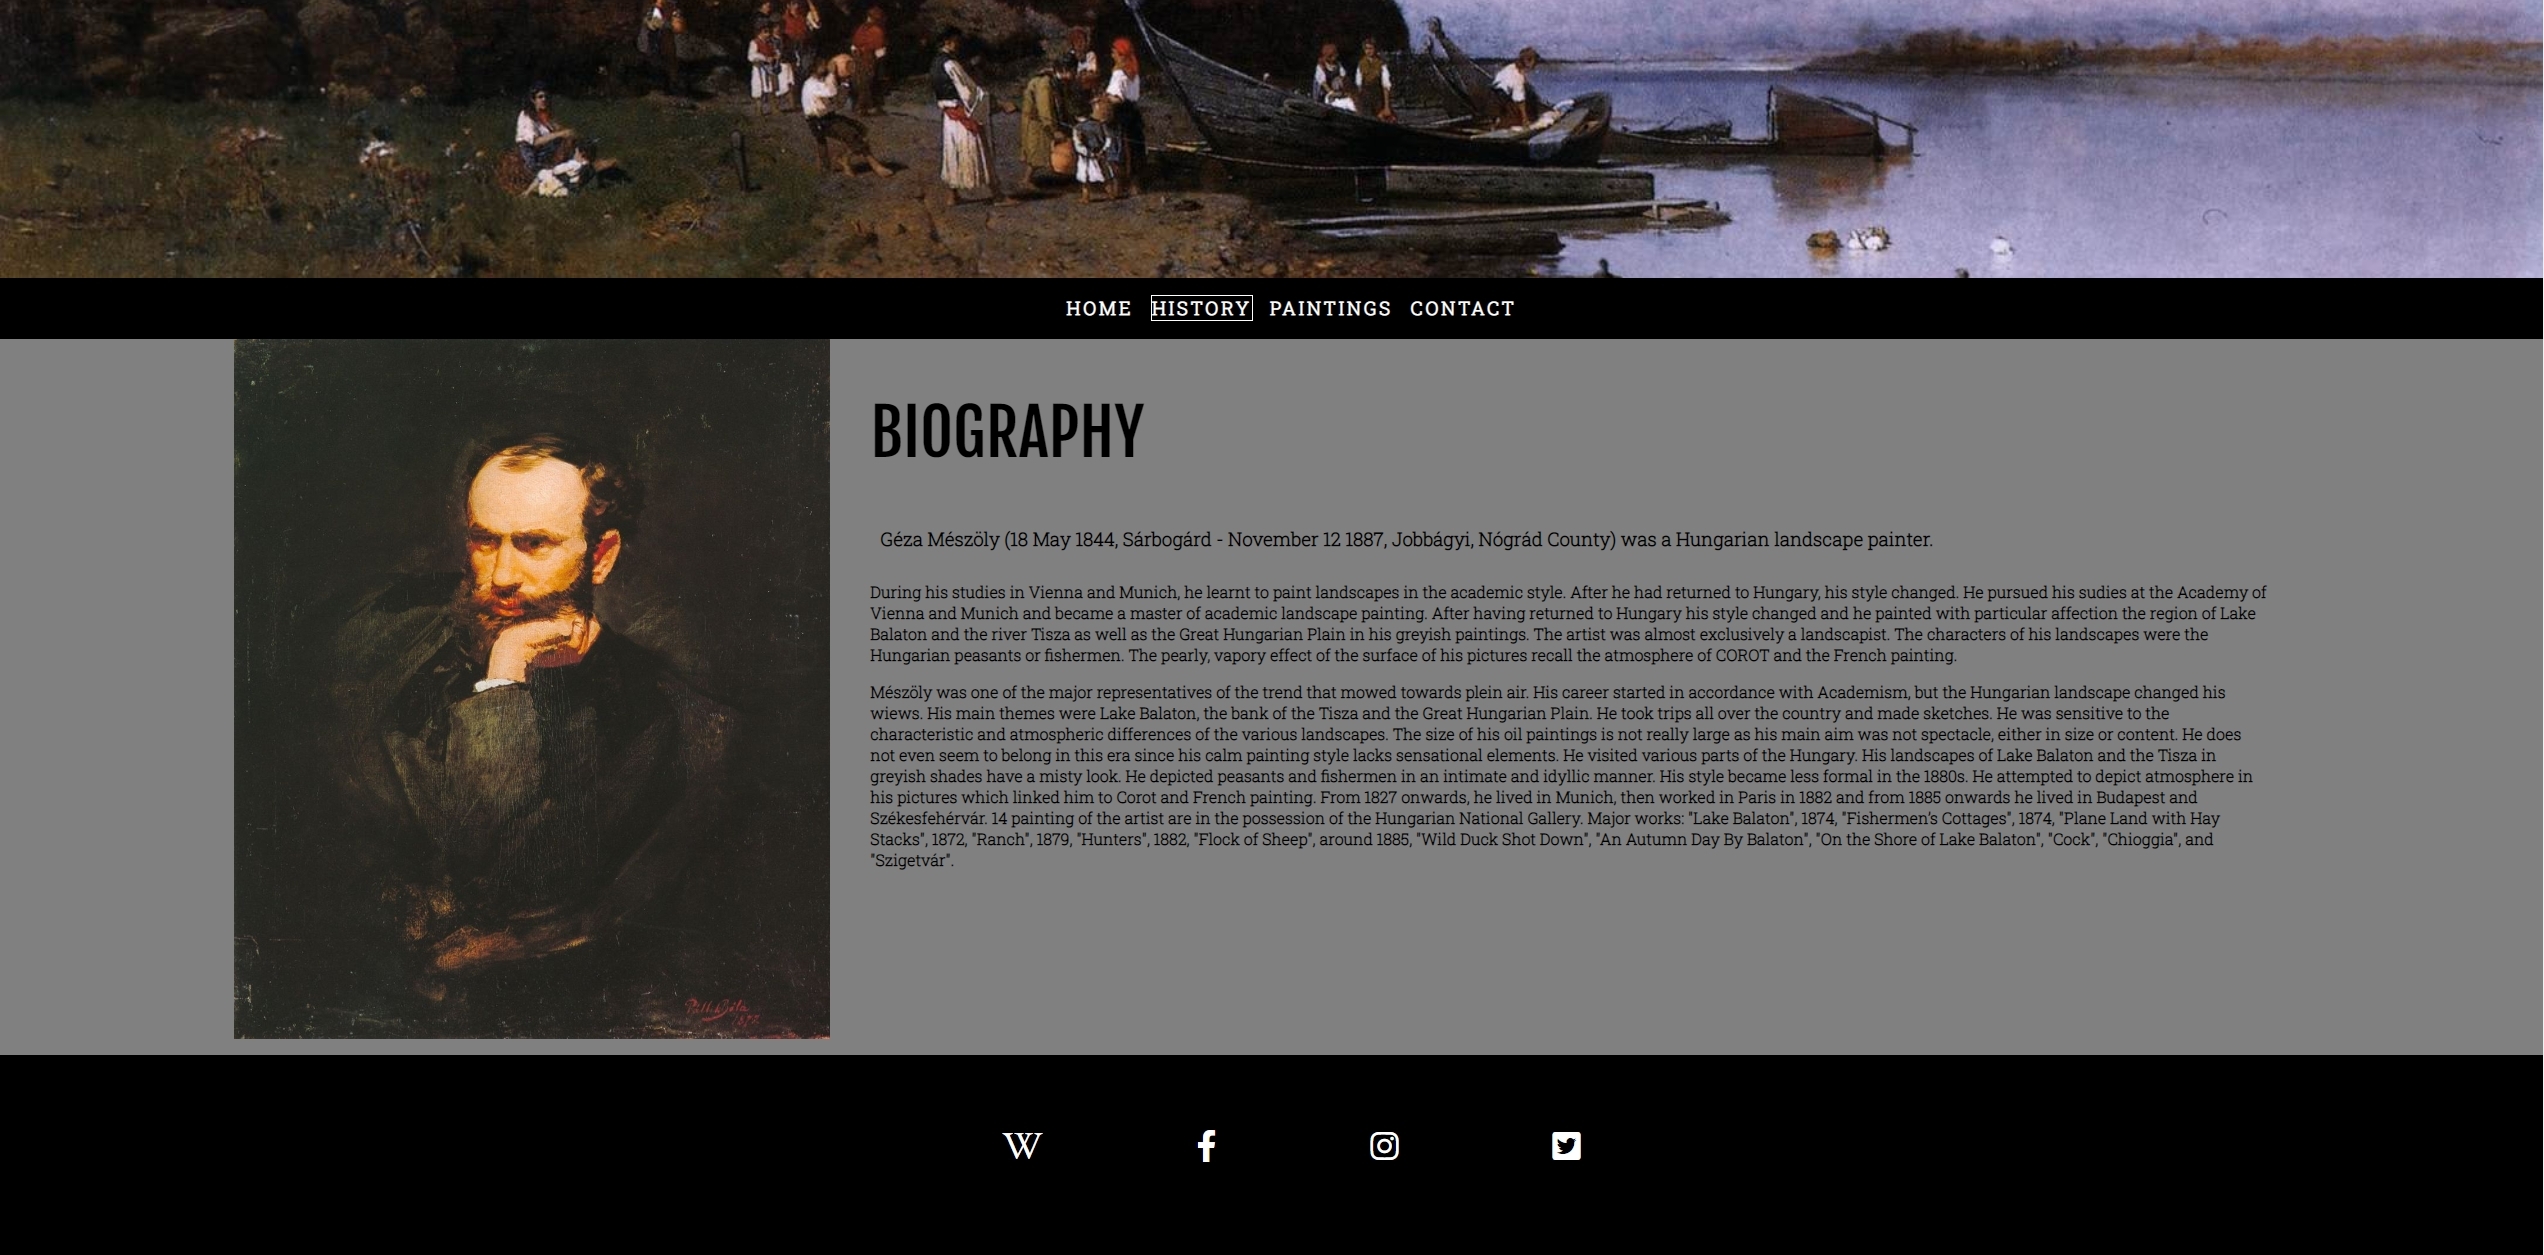 HOME HISTORY PAINTINGS CONTACT
BIOGRAPHY
Géza Mészöly (18 May 1844, Sárbogárd - November 12 1887, Jobbágyi, Nógrád County) was a Hungarian landscape painter.
During his studies in Vienna and Munich, he learnt to paint landscapes in the academic style. After he had returned to Hungary, his style changed. He pursued his sudies at the Academy of
Vienna and Munich and became a master of academic landscape painting. After having returned to Hungary his style changed and he painted with particular affection the region of Lake
Balaton and the river Tisza as well as the Great Hungarian Plain in his greyish paintings. The artist was almost exclusively a landscapist. The characters of his landscapes were the
Hungarian peasants or fishermen. The pearly, vapory effect of the surface of his pictures recall the atmosphere of COROT and the French painting.
Mészöly was one of the major representatives of the trend that mowed towards plein air. His career started in accordance with Academism, but the Hungarian landscape changed his
wiews. His main themes were Lake Balaton, the bank of the Tisza and the Great Hungarian Plain. He took trips all over the country and made sketches. He was sensitive to the
characteristic and atmospheric differences of the various landscapes. The size of his oil paintings is not really large as his main aim was not spectacle, either in size or content. He does
not even seem to belong in this era since his calm painting style lacks sensational elements. He visited various parts of the Hungary. His landscapes of Lake Balaton and the Tisza in
greyish shades have a misty look. He depicted peasants and fishermen in an intimate and idyllic manner. His style became less formal in the 1880s. He attempted to depict atmosphere in
his pictures which linked him to Corot and French painting. From 1827 onwards, he lived in Munich, then worked in Paris in 1882 and from 1885 onwards he lived in Budapest and
Székesfehérvár. 14 painting of the artist are in the possession of the Hungarian National Gallery. Major works: "Lake Balaton", 1874, "Fishermen's Cottages", 1874, "Plane Land with Hay
Stacks", 1872, "Ranch", 1879, "Hunters", 1882, "Flock of Sheep", around 1885, "Wild Duck Shot Down", "An Autumn Day By Balaton", "On the Shore of Lake Balaton", "Cock", "Chioggia", and
"Szigetvár".
Pállik Béla
W